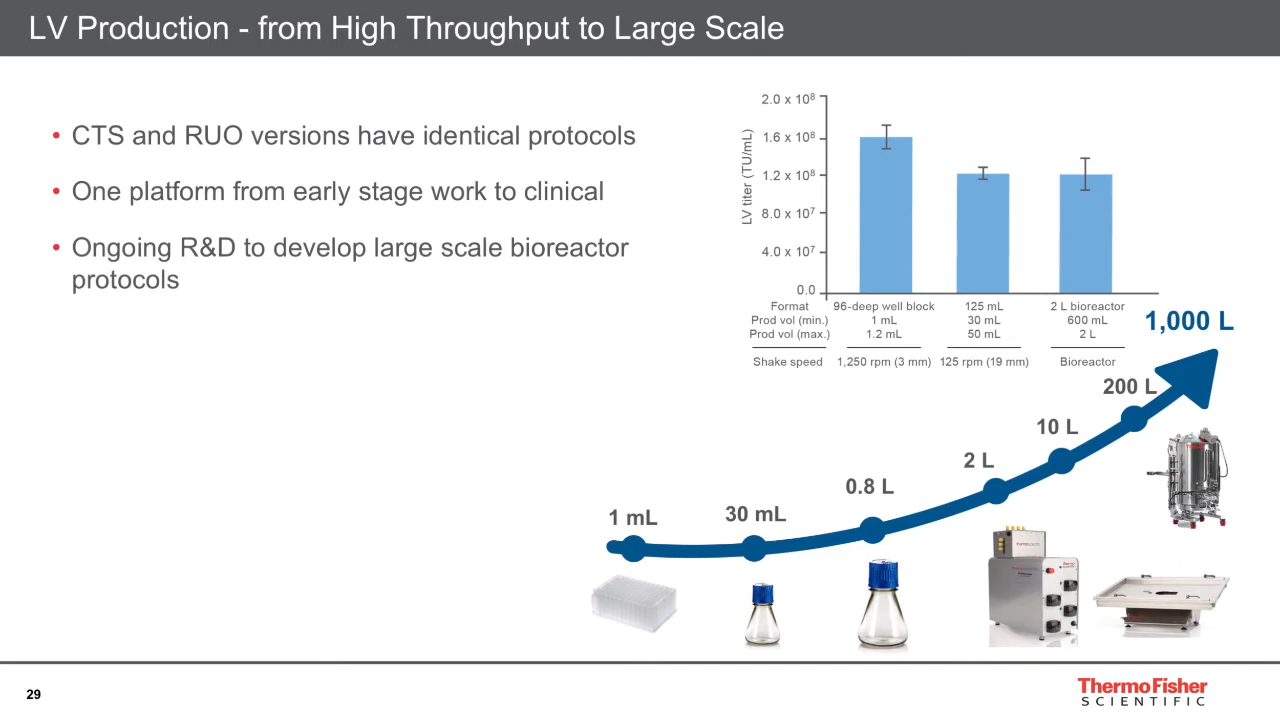 LV Production - from High Throughput to Large Scale
• CTS and RUO versions have identical protocols
• One platform from early stage work to clinical
• Ongoing R&D to develop large scale bioreactor
protocols
LV titer (TU/mL)
2.0 x 10⁸
1.6 x 10⁸
1.2 x 10⁸
8.0 x 10⁷
4.0 x 10⁷
0.0
Format 96-deep well block 125 mL 2 L bioreactor
Prod vol (min.) 1 mL 30 mL 600 mL
Prod vol (max.) 1.2 mL 50 mL 2 L
Shake speed 1,250 rpm (3 mm) 125 rpm (19 mm) Bioreactor
1 mL
30 mL
0.8 L
2 L
10 L
200 L
1,000 L
29
ThermoFisher
SCIENTIFIC